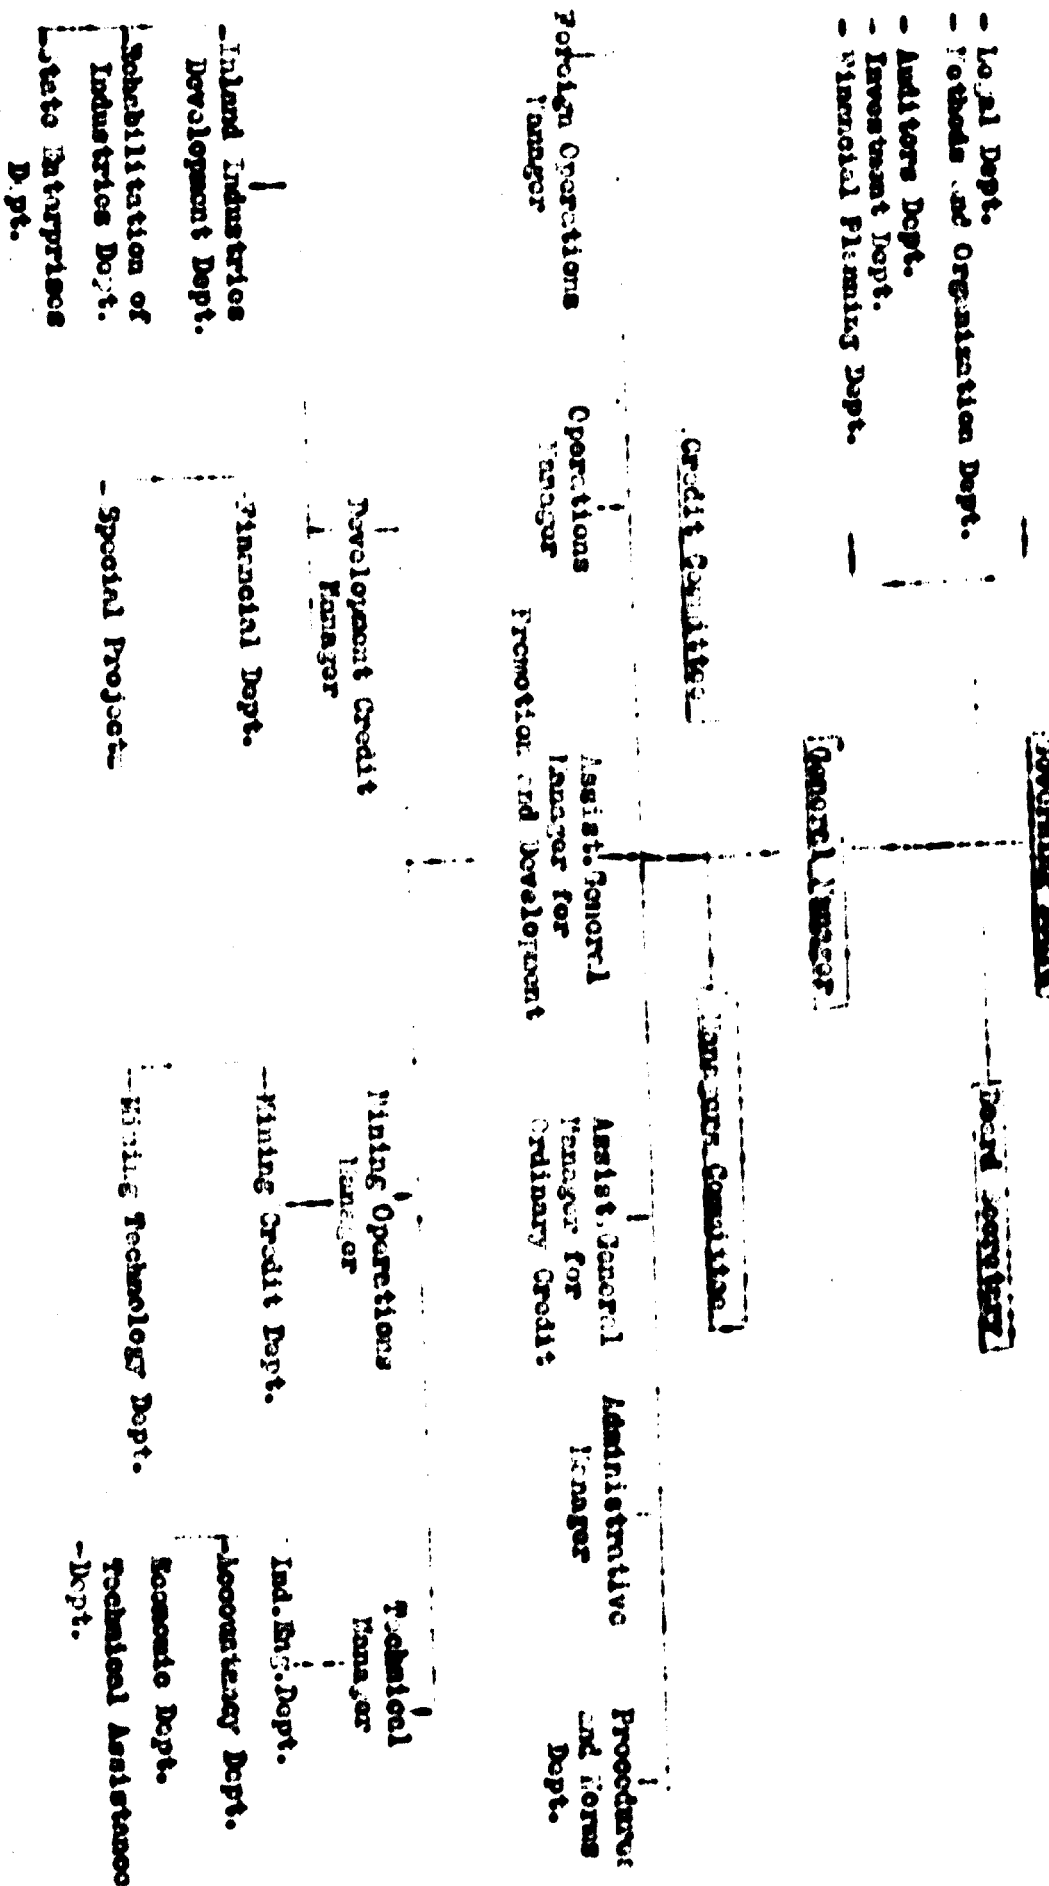 - Legal Dept.
- Methods and Organization Dept.
- Auditors Dept.
- Investment Dept.
- Financial Planning Dept.
Board Secretary
General Manager
Credit Committee
Managers Committee
Foreign Operations
Manager
Operations
Manager
Assist.General
Manager for
Promotion and Development
Assist.General
Manager for
Ordinary Credit
Administrative
Manager
Procedures
and Norms
Dept.
Development Credit
Manager
Mining Operations
Manager
Technical
Manager
-Inland Industries
Development Dept.
-Rehabilitation of
Industries Dept.
-State Enterprises
Dept.
-Financial Dept.
- Special Project
-Mining Credit Dept.
-Mining Technology Dept.
Ind.Eng.Dept.
-Accountancy Dept.
Economic Dept.
Technical Assistance
-Dept.